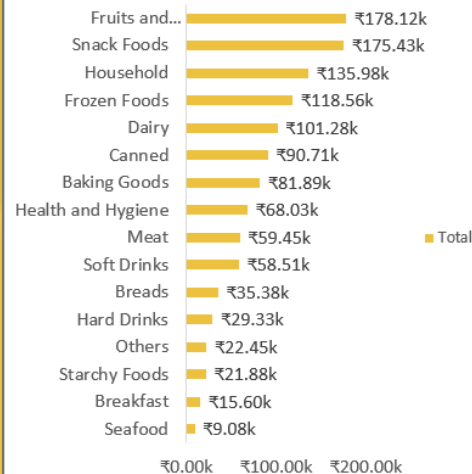 Fruits and... ₹178.12k
Snack Foods ₹175.43k
Household ₹135.98k
Frozen Foods ₹118.56k
Dairy ₹101.28k
Canned ₹90.71k
Baking Goods ₹81.89k
Health and Hygiene ₹68.03k
Meat ₹59.45k
Total
Soft Drinks ₹58.51k
Breads ₹35.38k
Hard Drinks ₹29.33k
Others ₹22.45k
Starchy Foods ₹21.88k
Breakfast ₹15.60k
Seafood ₹9.08k
₹0.00k ₹100.00k ₹200.00k